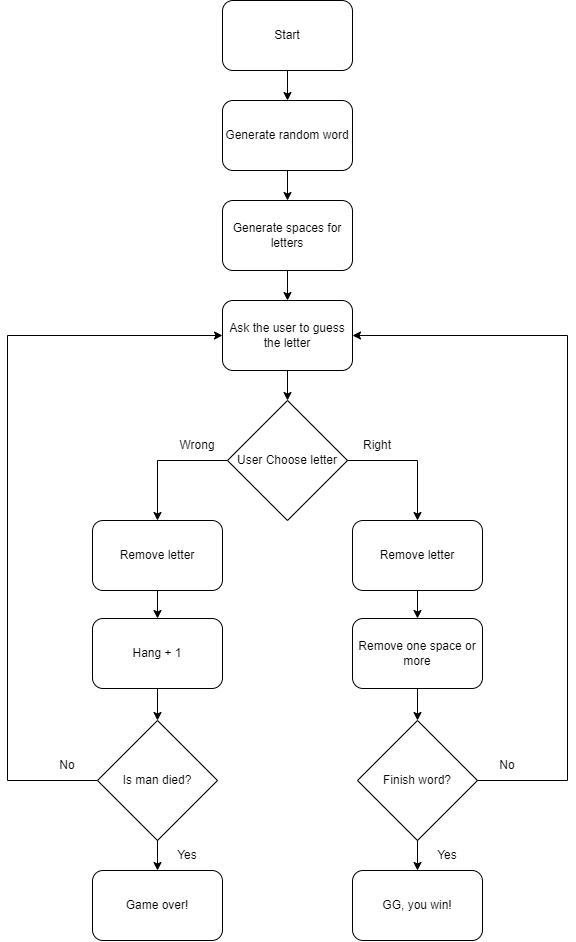 Start
Generate random word
Generate spaces for
letters
Ask the user to guess
the letter
User Choose letter
Wrong
Right
Remove letter
Remove letter
Hang + 1
Remove one space or
more
Is man died?
No
Finish word?
No
Yes
Yes
Game over!
GG, you win!